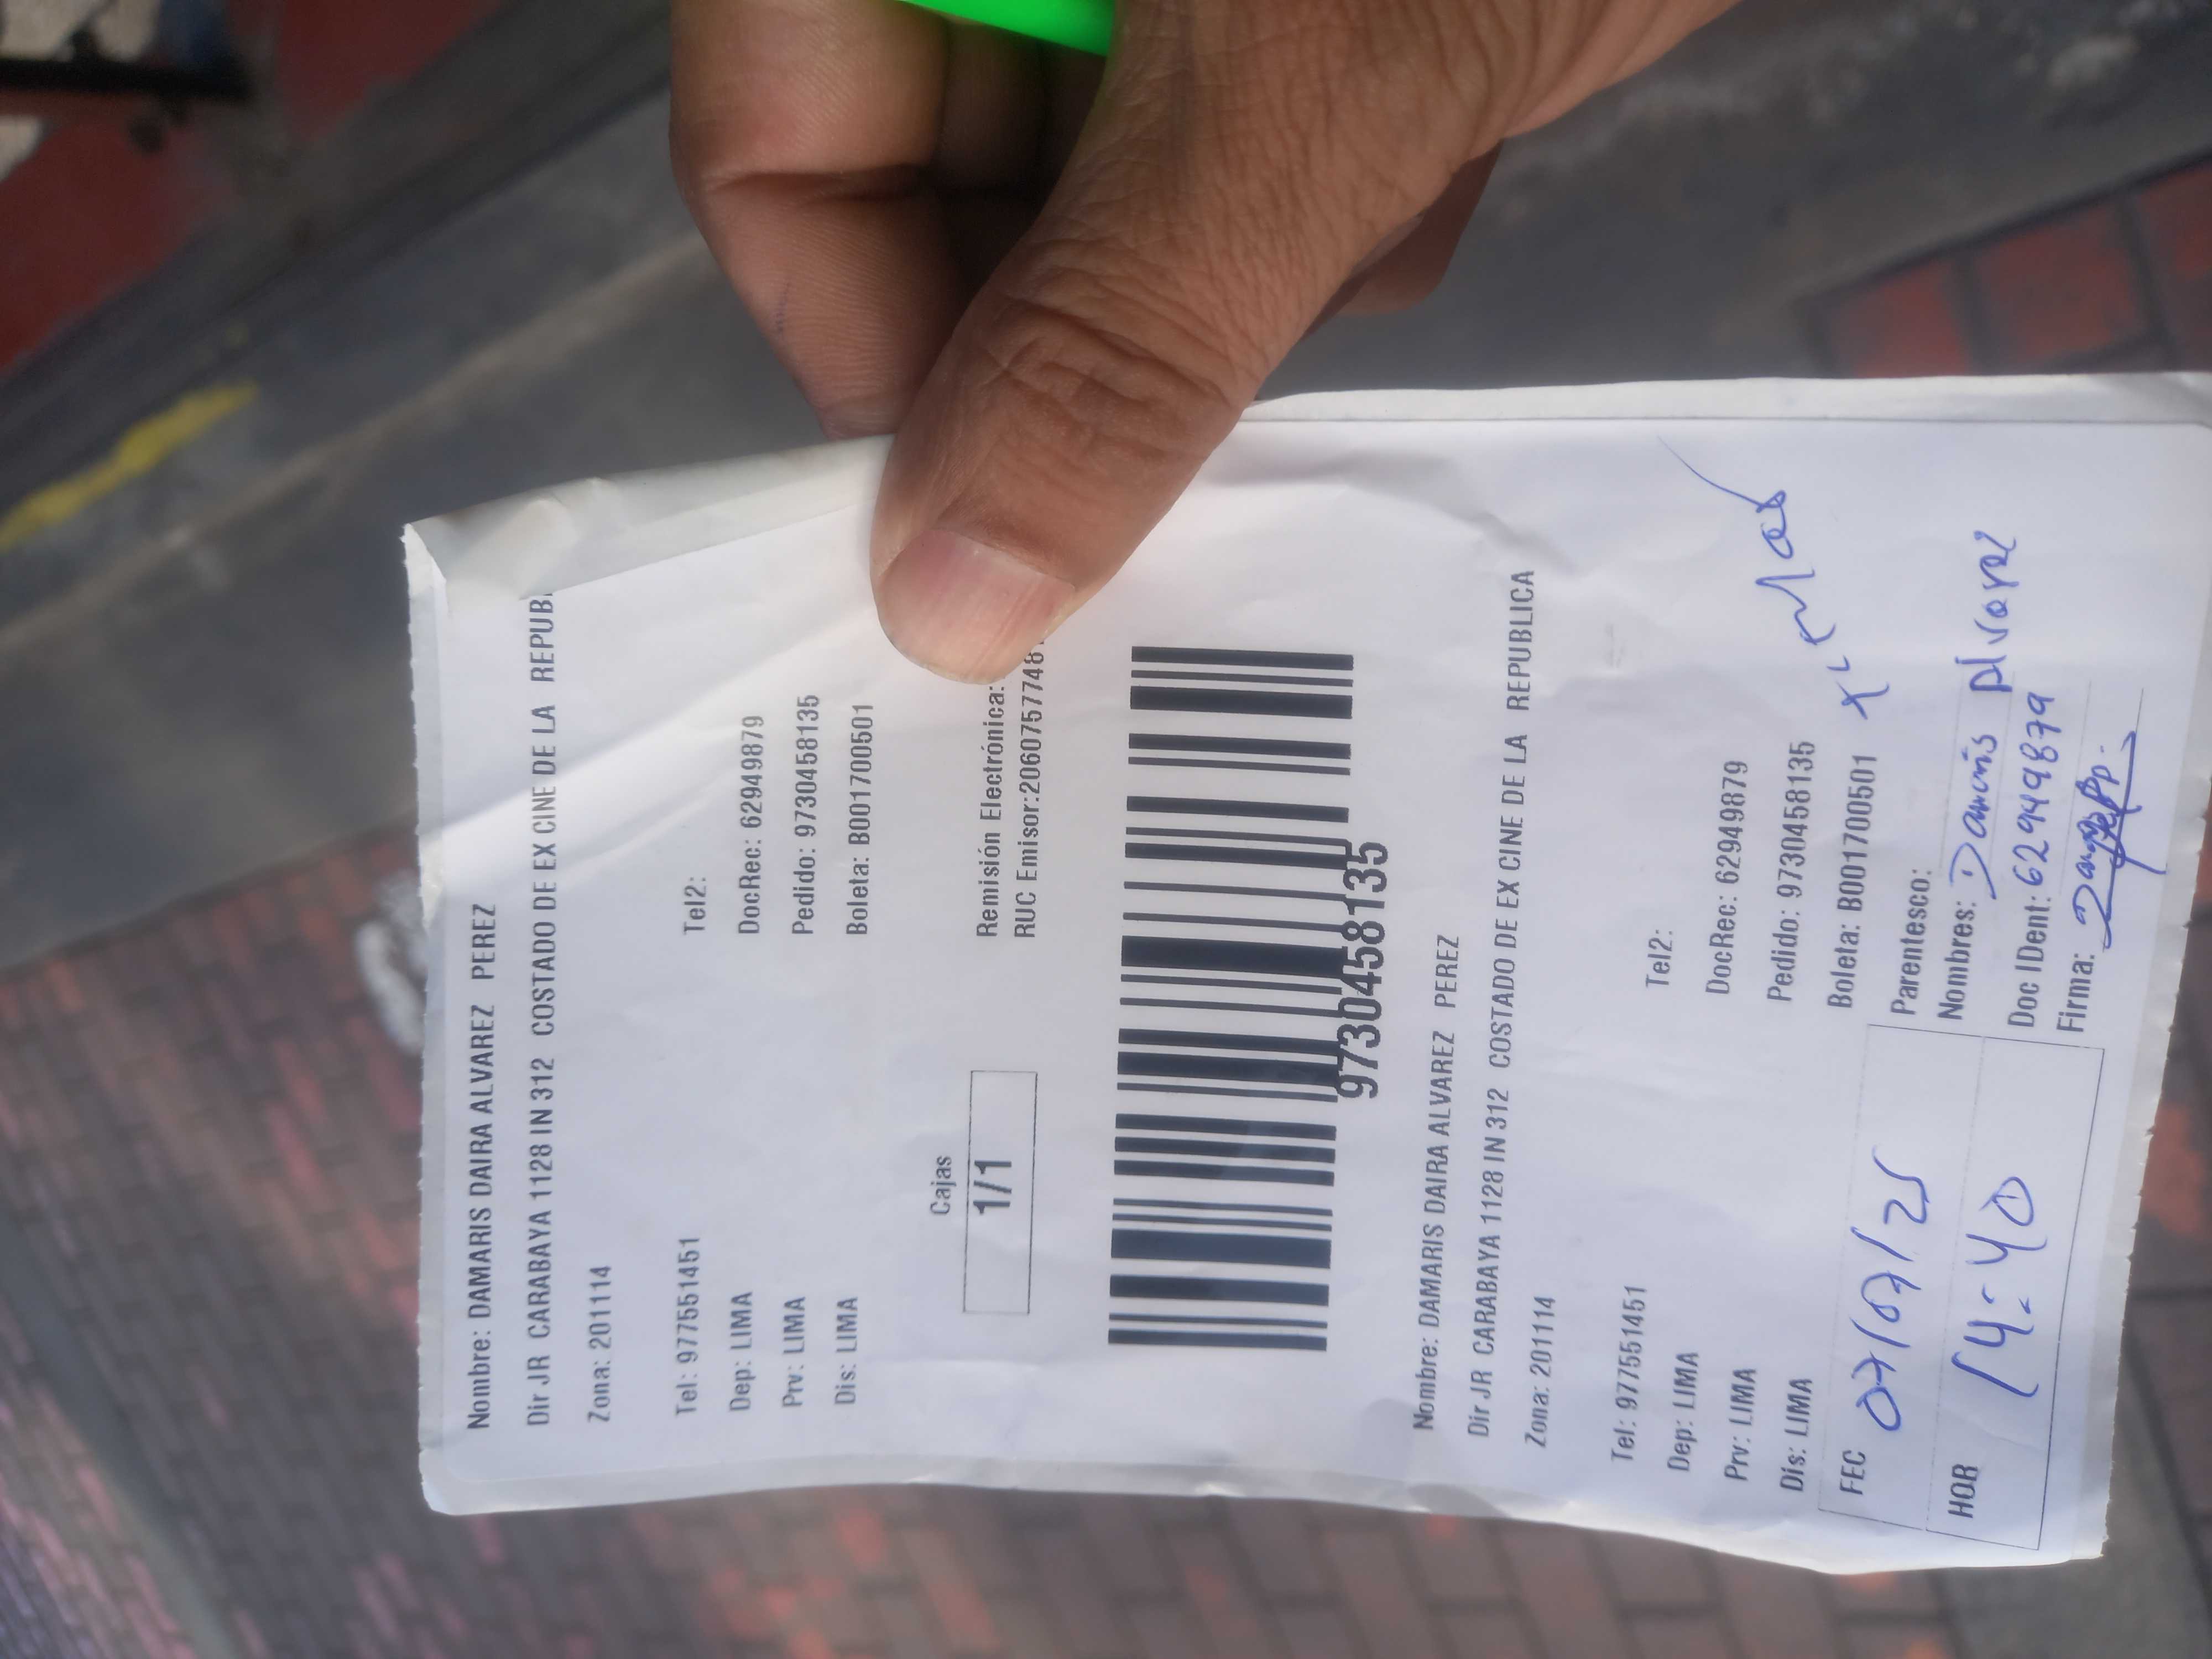 Nombre: DAMARIS DAIRA ALVAREZ PEREZ
Dir JR CARABAYA 1128 IN 312 COSTADO DE EX CINE DE LA REPUB
Zona: 201114
Tel: 977551451 Tel2:
Dep: LIMA DocRec: 62949879
Prv: LIMA Pedido: 9730458135
Dis: LIMA Boleta: B001700501
Cajas
1/1
Remisión Electrónica:
RUC Emisor:2060757748
9730458135
Nombre: DAMARIS DAIRA ALVAREZ PEREZ
Dir JR CARABAYA 1128 IN 312 COSTADO DE EX CINE DE LA REPUBLICA
Zona: 201114
Tel: 977551451 Tel2:
Dep: LIMA DocRec: 62949879
Prv: LIMA Pedido: 9730458135
Dis: LIMA Boleta: B001700501
FEC 07/07/25
HOR 14:40
Parentesco:
Nombres: Damaris Alvarez
Doc IDent: 62949879
Firma: